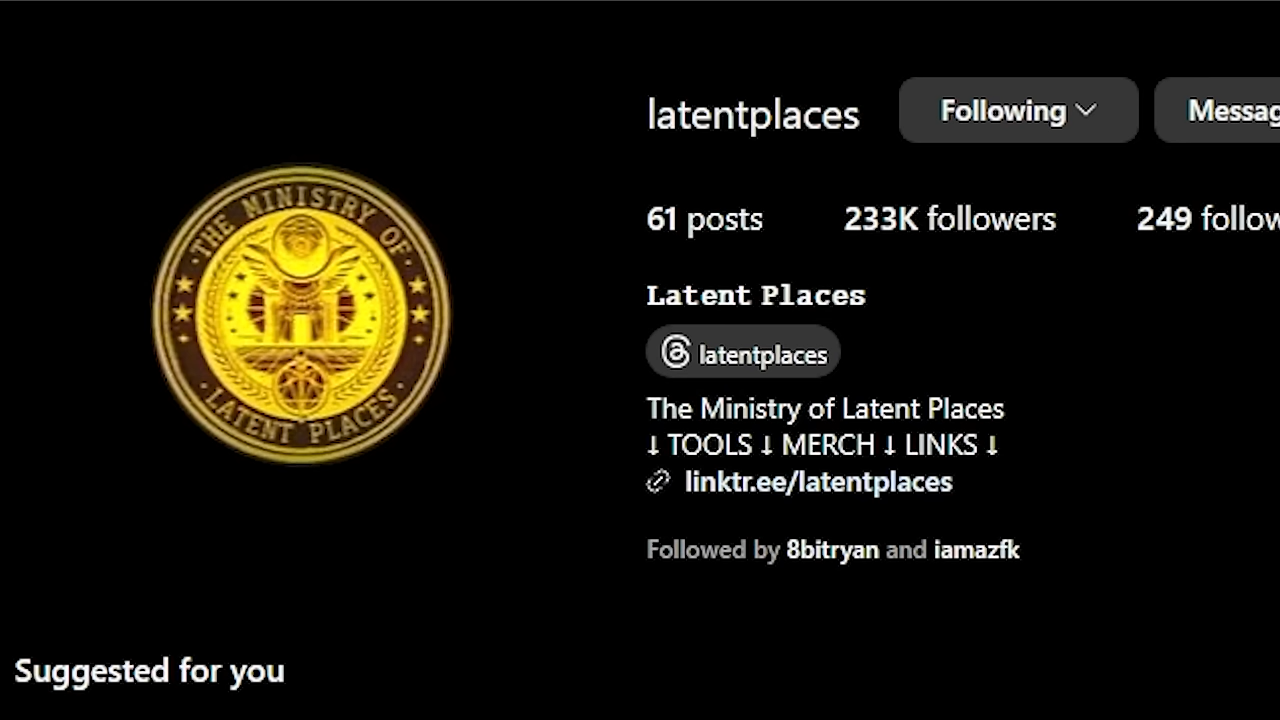 THE MINISTRY OF
LATENT PLACES
latentplaces
Following
Messag
61 posts
233K followers
249 follow
Latent Places
latentplaces
The Ministry of Latent Places
↓ TOOLS ↓ MERCH ↓ LINKS ↓
linktr.ee/latentplaces
Followed by 8bitryan and iamazfk
Suggested for you